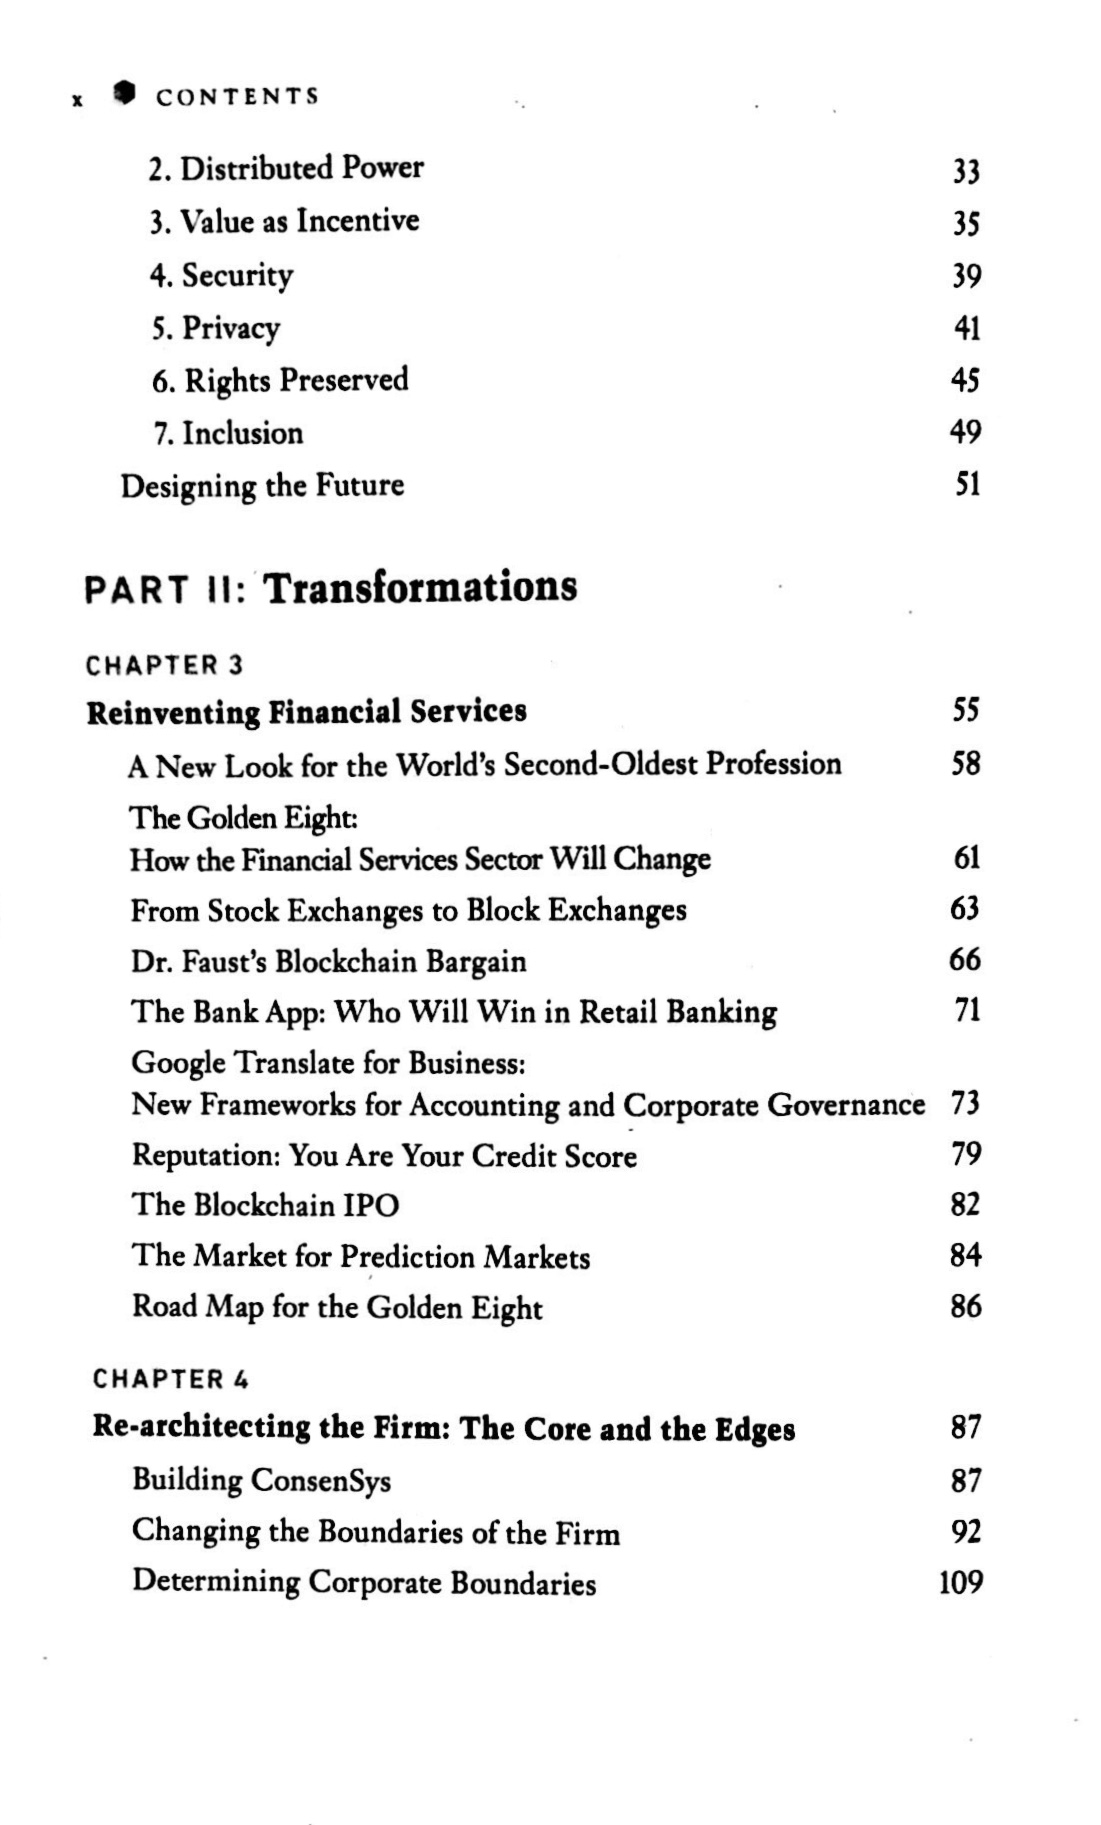 x CONTENTS
2. Distributed Power 33
3. Value as Incentive 35
4. Security 39
5. Privacy 41
6. Rights Preserved 45
7. Inclusion 49
Designing the Future 51
PART II: Transformations
CHAPTER 3
Reinventing Financial Services 55
A New Look for the World's Second-Oldest Profession 58
The Golden Eight:
How the Financial Services Sector Will Change 61
From Stock Exchanges to Block Exchanges 63
Dr. Faust's Blockchain Bargain 66
The Bank App: Who Will Win in Retail Banking 71
Google Translate for Business:
New Frameworks for Accounting and Corporate Governance 73
Reputation: You Are Your Credit Score 79
The Blockchain IPO 82
The Market for Prediction Markets 84
Road Map for the Golden Eight 86
CHAPTER 4
Re-architecting the Firm: The Core and the Edges 87
Building ConsenSys 87
Changing the Boundaries of the Firm 92
Determining Corporate Boundaries 109